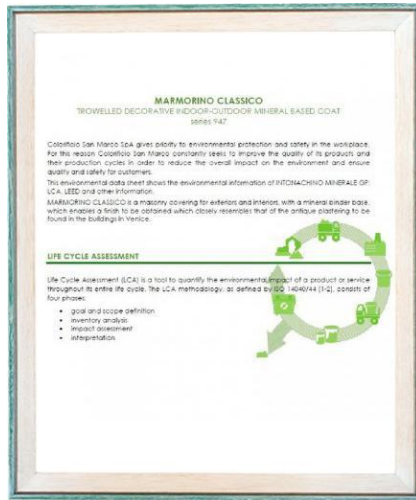 MARMORINO CLASSICO
TROWELLED DECORATIVE INDOOR-OUTDOOR MINERAL BASED COAT
series 947
Colorificio San Marco SpA gives priority to environmental protection and safety in the workplace.
For this reason Colorificio San Marco constantly seeks to improve the quality of its products and
their production cycles in order to reduce the overall impact on the environment and ensure
quality and safety for customers.
This environmental data sheet shows the environmental information of INTONACHINO MINERALE GF:
LCA, LEED and other information.
MARMORINO CLASSICO is a masonry covering for exteriors and interiors, with a mineral binder base,
which enables a finish to be obtained which closely resembles that of the antique plastering to be
found in the buildings in Venice.
LIFE CYCLE ASSESSMENT
Life Cycle Assessment (LCA) is a tool to quantify the environmental impact of a product or service
throughout its entire life cycle. The LCA methodology, as defined by ISO 14040/44 [1-2], consists of
four phases:
• goal and scope definition
• inventory analysis
• impact assessment
• interpretation